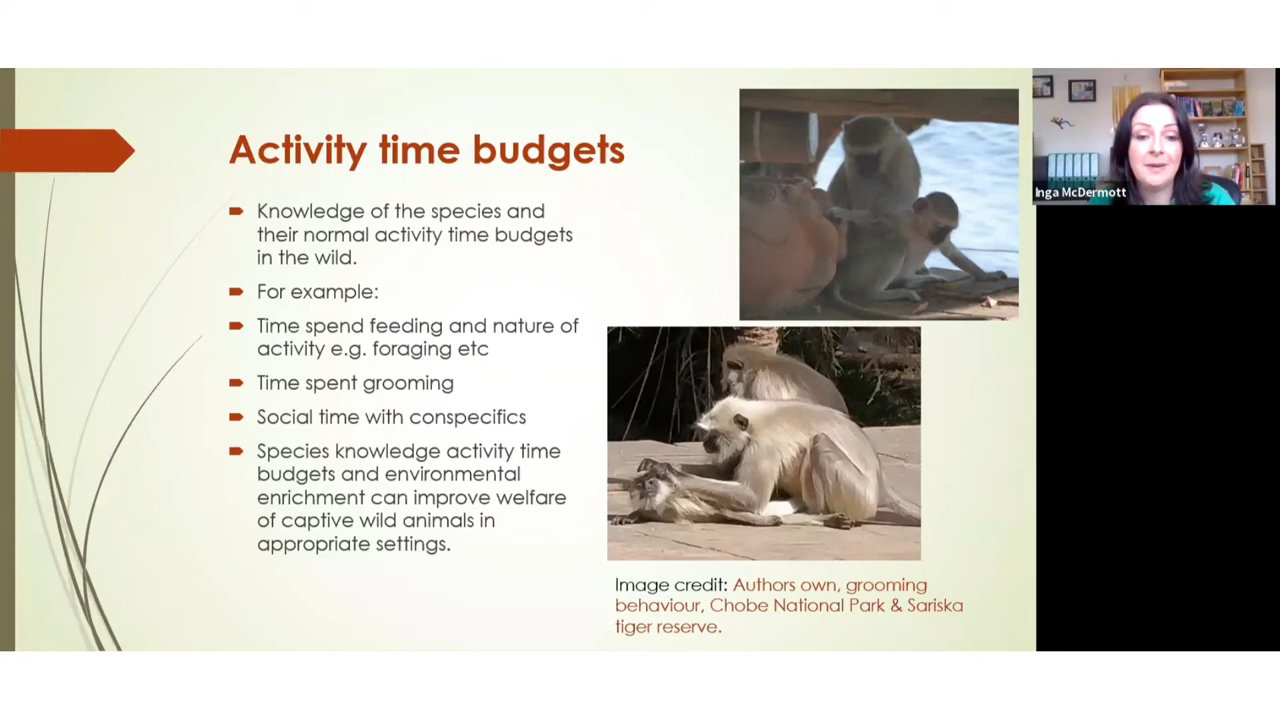 Activity time budgets
Knowledge of the species and
their normal activity time budgets
in the wild.
For example:
Time spend feeding and nature of
activity e.g. foraging etc
Time spent grooming
Social time with conspecifics
Species knowledge activity time
budgets and environmental
enrichment can improve welfare
of captive wild animals in
appropriate settings.
Image credit: Authors own, grooming
behaviour, Chobe National Park & Sariska
tiger reserve.
Inga McDermott